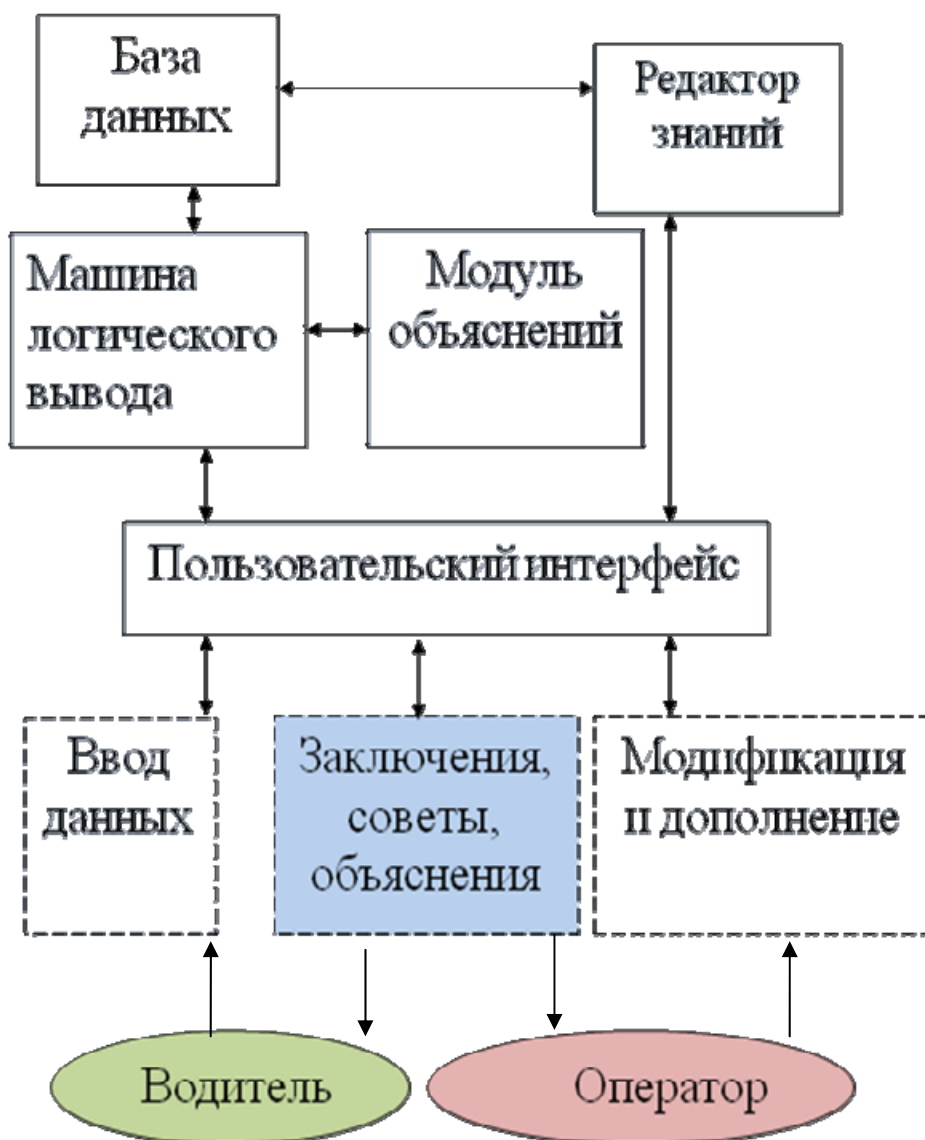 База
данных
Редактор
знаний
Машина
логического
вывода
Модуль
объяснений
Пользовательский интерфейс
Ввод
данных
Заключения,
советы,
объяснения
Модификация
и дополнение
Водитель
Оператор